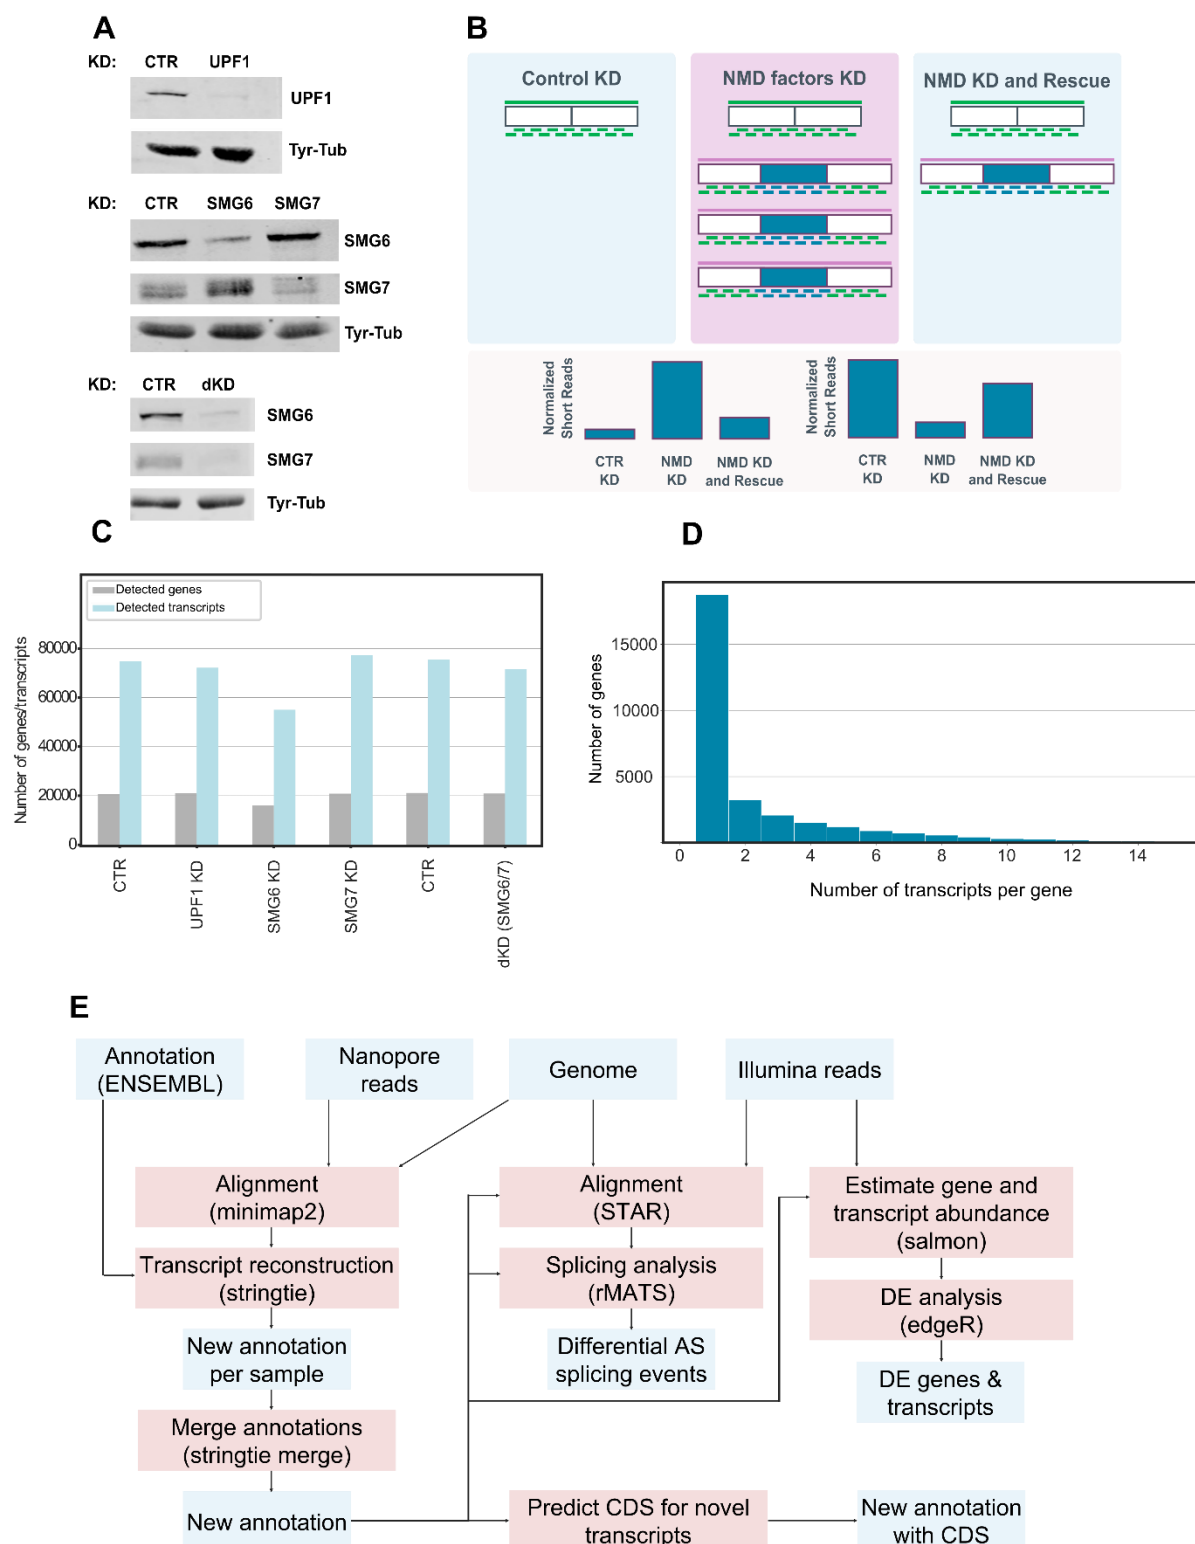 A
KD: CTR UPF1
UPF1
Tyr-Tub
KD: CTR SMG6 SMG7
SMG6
SMG7
Tyr-Tub
KD: CTR dKD
SMG6
SMG7
Tyr-Tub
B
Control KD
NMD factors KD
NMD KD and Rescue
Normalized
Short Reads
CTR
KD
NMD
KD
NMD KD
and Rescue
Normalized
Short Reads
CTR
KD
NMD
KD
NMD KD
and Rescue
C
Detected genes
Detected transcripts
Number of genes/transcripts
80000
60000
40000
20000
0
CTR
UPF1 KD
SMG6 KD
SMG7 KD
CTR
dKD (SMG6/7)
D
Number of genes
15000
10000
5000
0 2 4 6 8 10 12 14
Number of transcripts per gene
E
Annotation
(ENSEMBL)
Nanopore
reads
Genome
Illumina reads
Alignment
(minimap2)
Alignment
(STAR)
Estimate gene and
transcript abundance
(salmon)
Transcript reconstruction
(stringtie)
Splicing analysis
(rMATS)
DE analysis
(edgeR)
New annotation
per sample
Differential AS
splicing events
DE genes &
transcripts
Merge annotations
(stringtie merge)
New annotation
Predict CDS for novel
transcripts
New annotation
with CDS